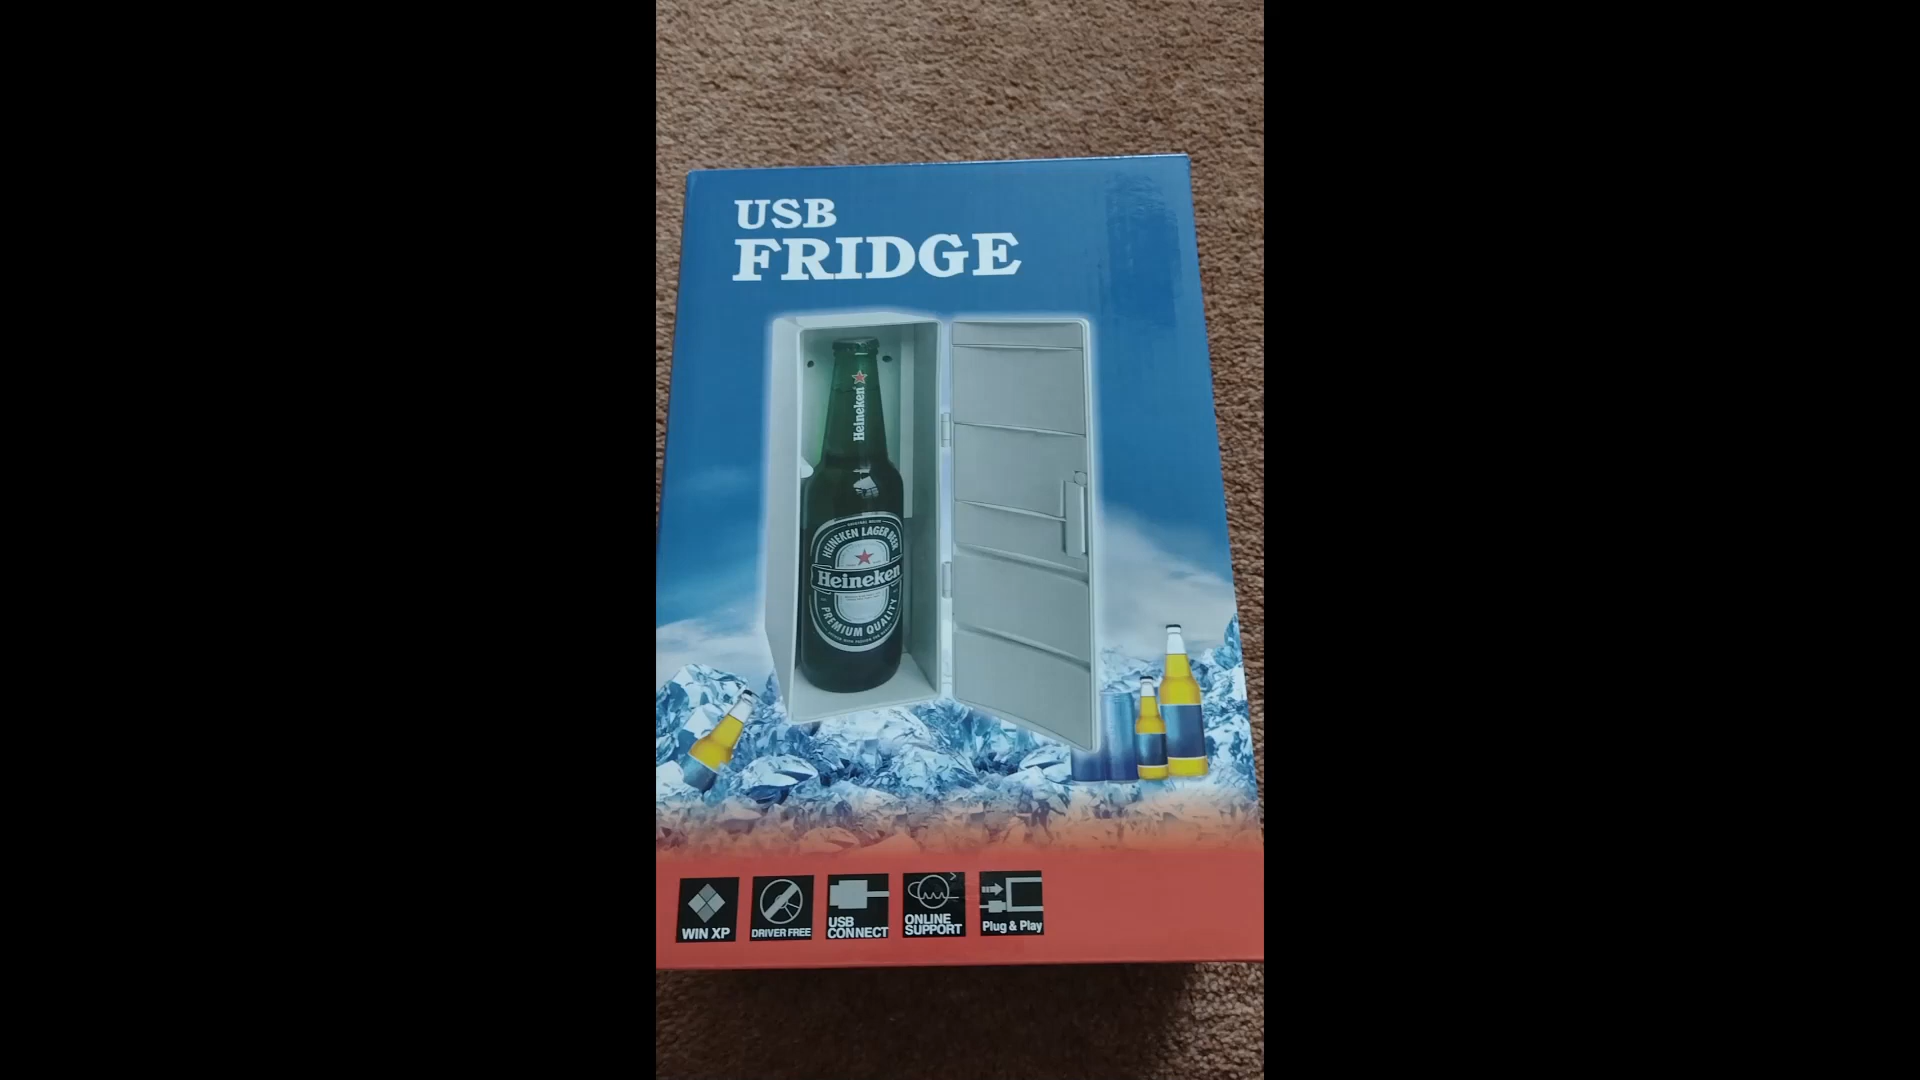 USB
FRIDGE
Heineken
HEINEKEN LAGER BEER
Heineken
PREMIUM QUALITY
WIN XP
DRIVER FREE
USB
CONNECT
ONLINE
SUPPORT
Plug & Play